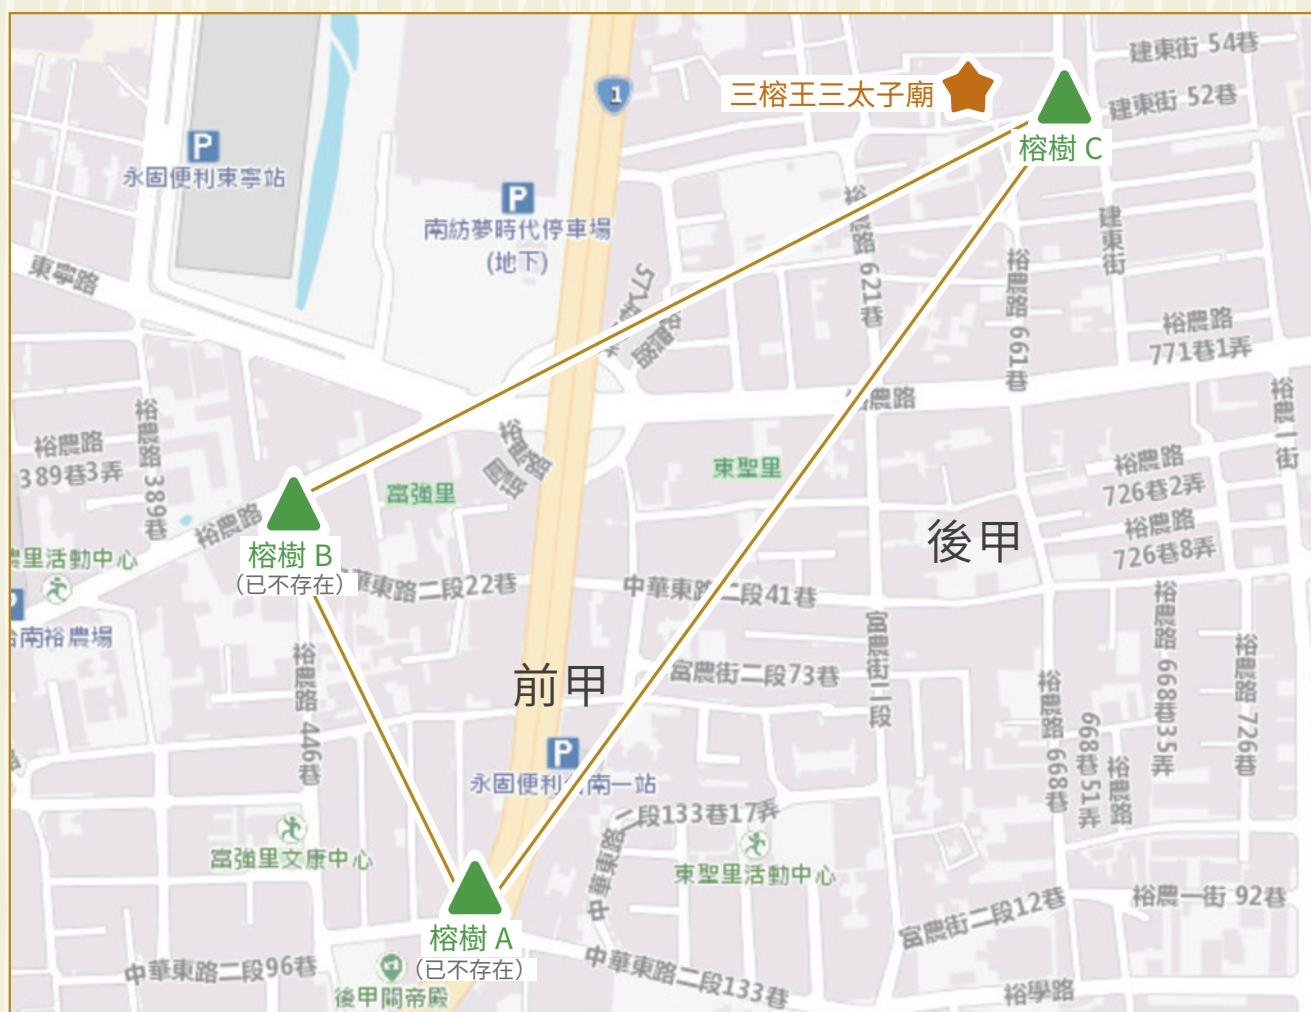 建東街 54巷
1
三榕王三太子廟
建東街 52巷
P
永固便利東寧站
榕樹 C
P
南紡夢時代停車場
(地下)
裕農路 621巷
建東街
裕農路 661巷
東寧路
裕農路
771巷1弄
裕農路
裕農路
389巷3弄
裕農路 389巷
東聖里
富強里
裕農路
726巷2弄
裕農路
榕樹 B
(已不存在)
後甲
裕農路
726巷8弄
里活動中心
華東路二段22巷
中華東路二段41巷
南裕農場
富農街二段
裕農路 668巷35弄
裕農路 446巷
前甲
富農街二段73巷
裕農路 668巷
裕農路
668巷51弄
裕農路 726巷
P
永固便利台南一站
二段133巷17弄
中華東路
富強里文康中心
東聖里活動中心
裕農一街 92巷
富農街二段12巷
榕樹 A
(已不存在)
中華東路二段96巷
中華東路二段133巷
後甲關帝殿
裕學路